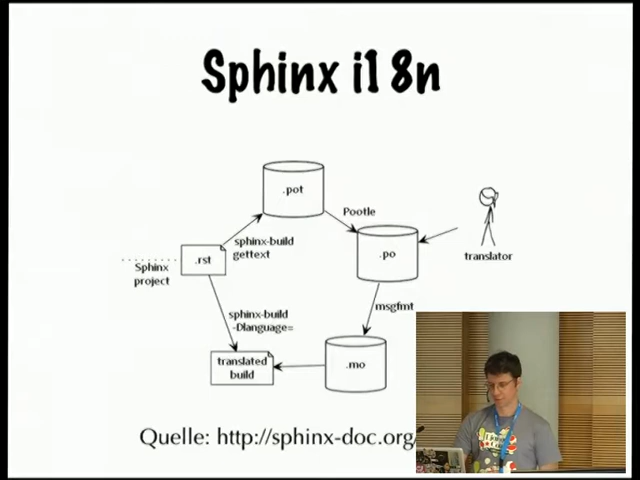 Sphinx i18n
.pot
Pootle
sphinx-build
gettext
.rst
.po
translator
Sphinx
project
msgfmt
sphinx-build
-Dlanguage=
translated
build
.mo
Quelle: http://sphinx-doc.org/